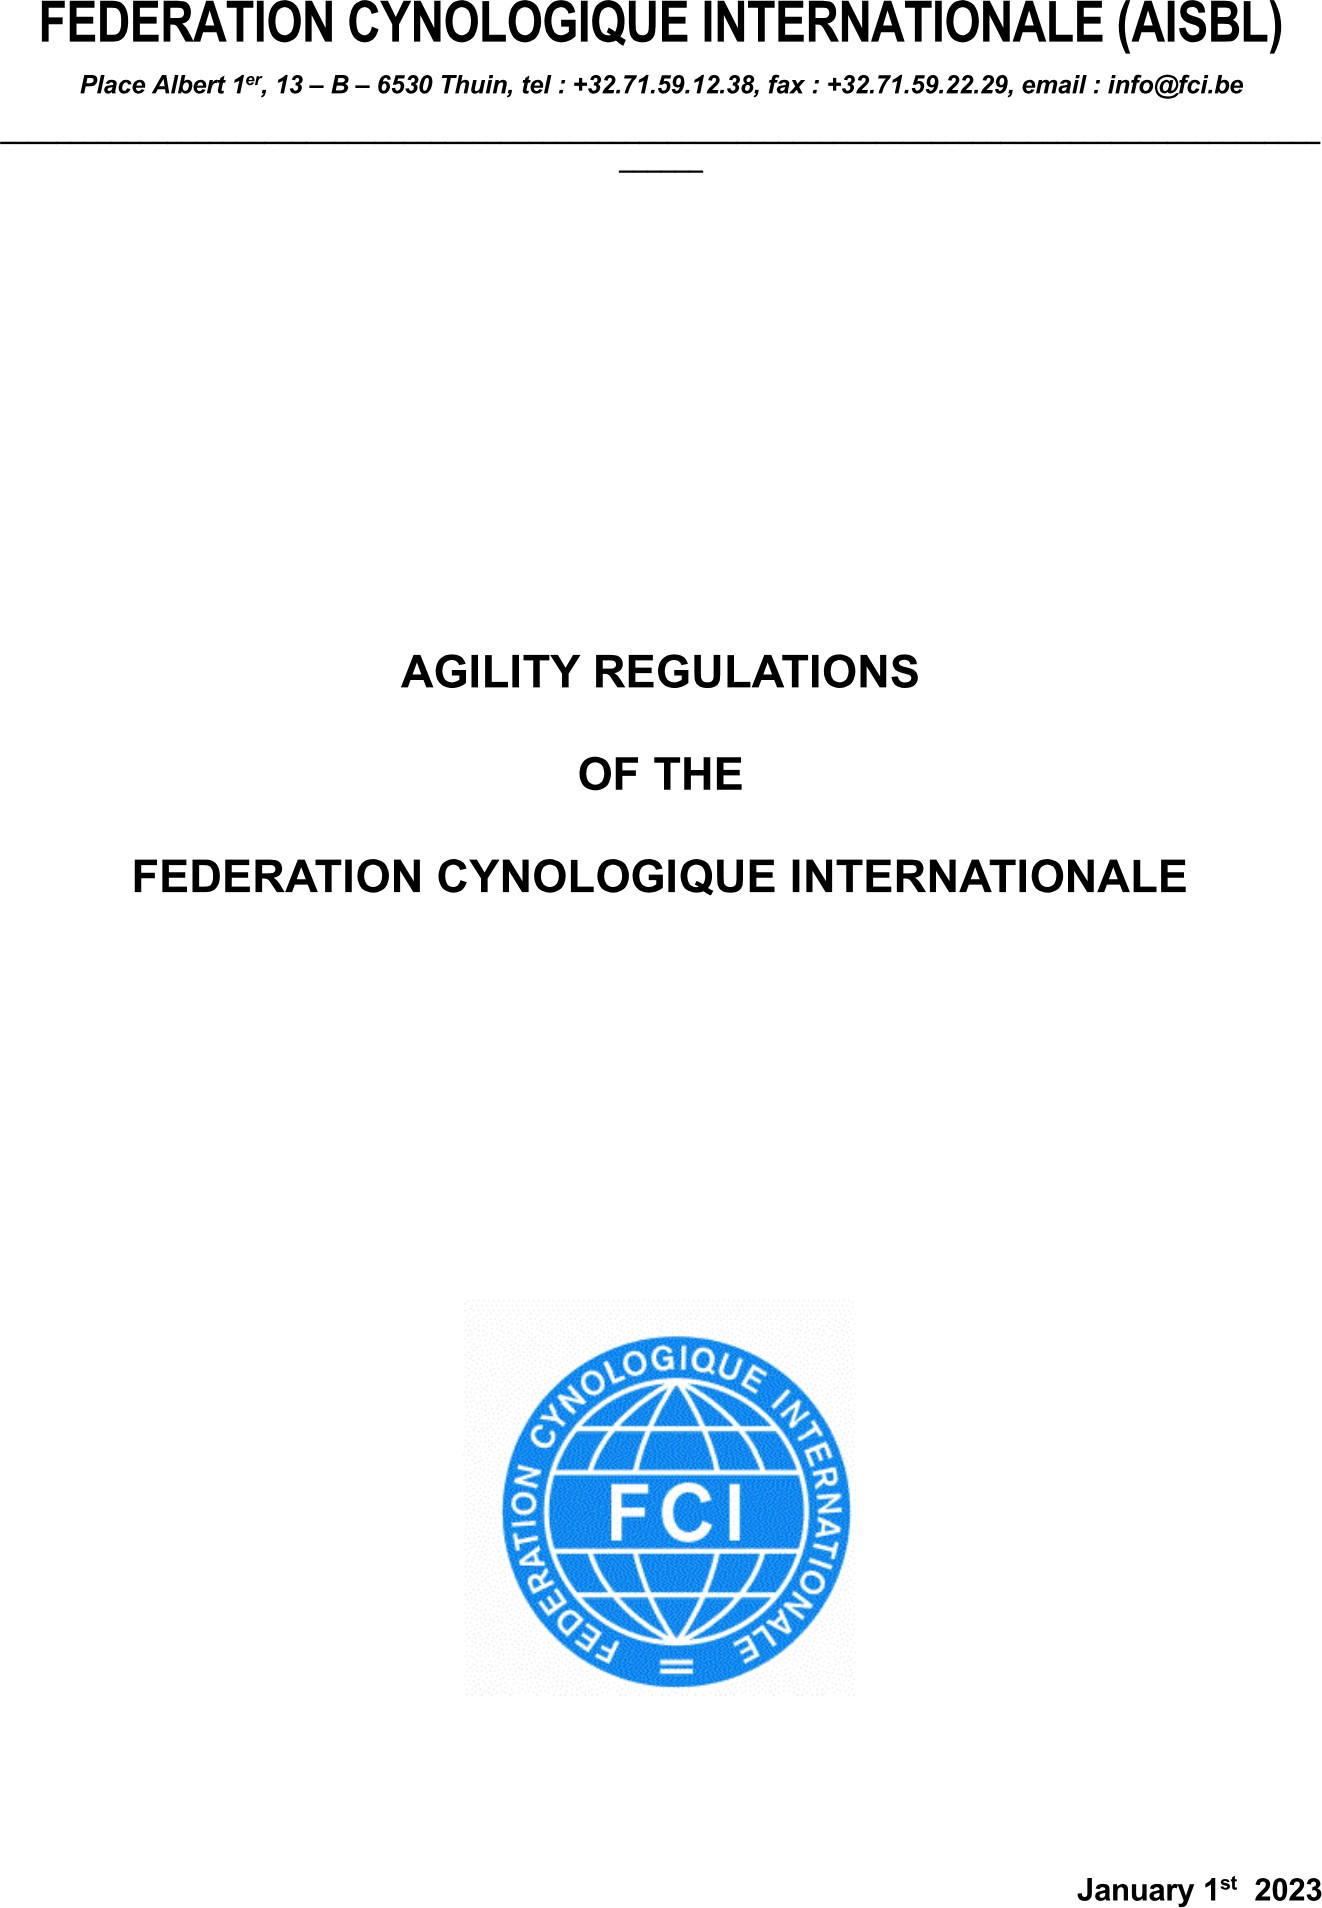 FEDERATION CYNOLOGIQUE INTERNATIONALE (AISBL)
Place Albert 1er, 13 – B – 6530 Thuin, tel : +32.71.59.12.38, fax : +32.71.59.22.29, email : info@fci.be
AGILITY REGULATIONS
OF THE
FEDERATION CYNOLOGIQUE INTERNATIONALE
FEDERATION CYNOLOGIQUE INTERNATIONALE
FCI
January 1st 2023